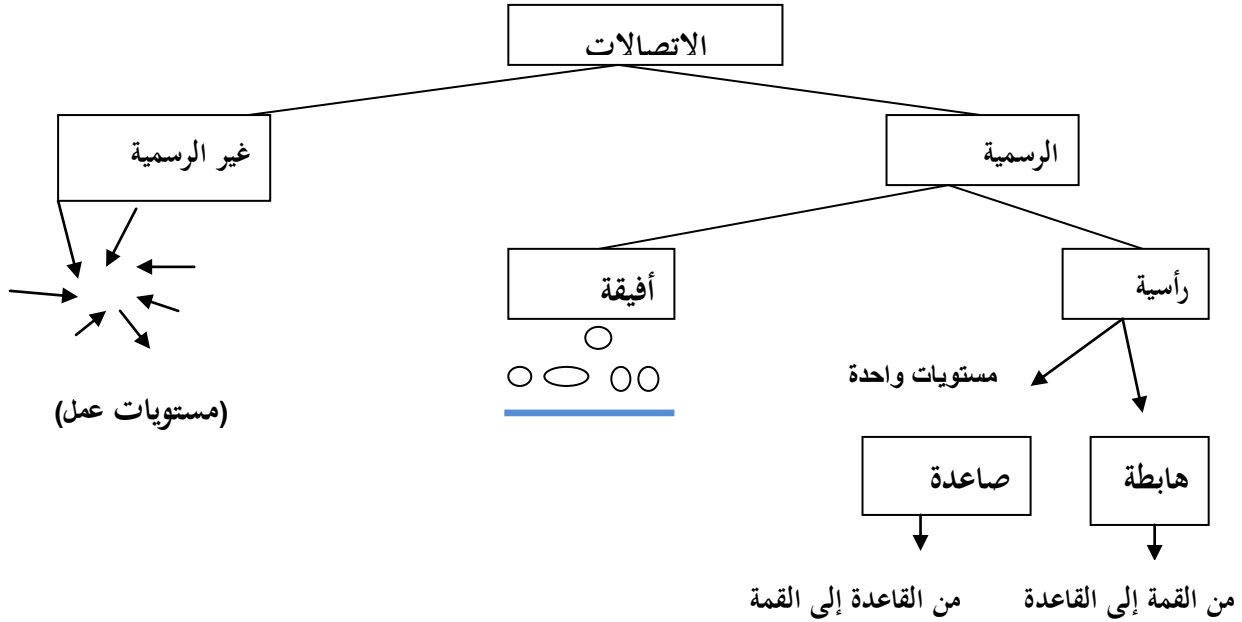 الاتصالات
الرسمية
غير الرسمية
رأسية
أفيقة
مستويات واحدة
(مستويات عمل)
هابطة
صاعدة
من القمة إلى القاعدة
من القاعدة إلى القمة